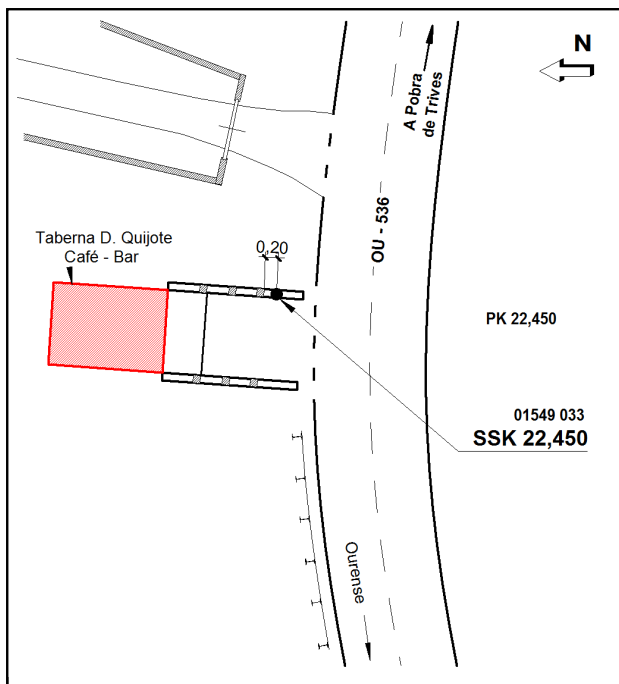 N
A Pobra
de Trives
OU - 536
Taberna D. Quijote
Café - Bar
0,20
PK 22,450
01549 033
SSK 22,450
Ourense